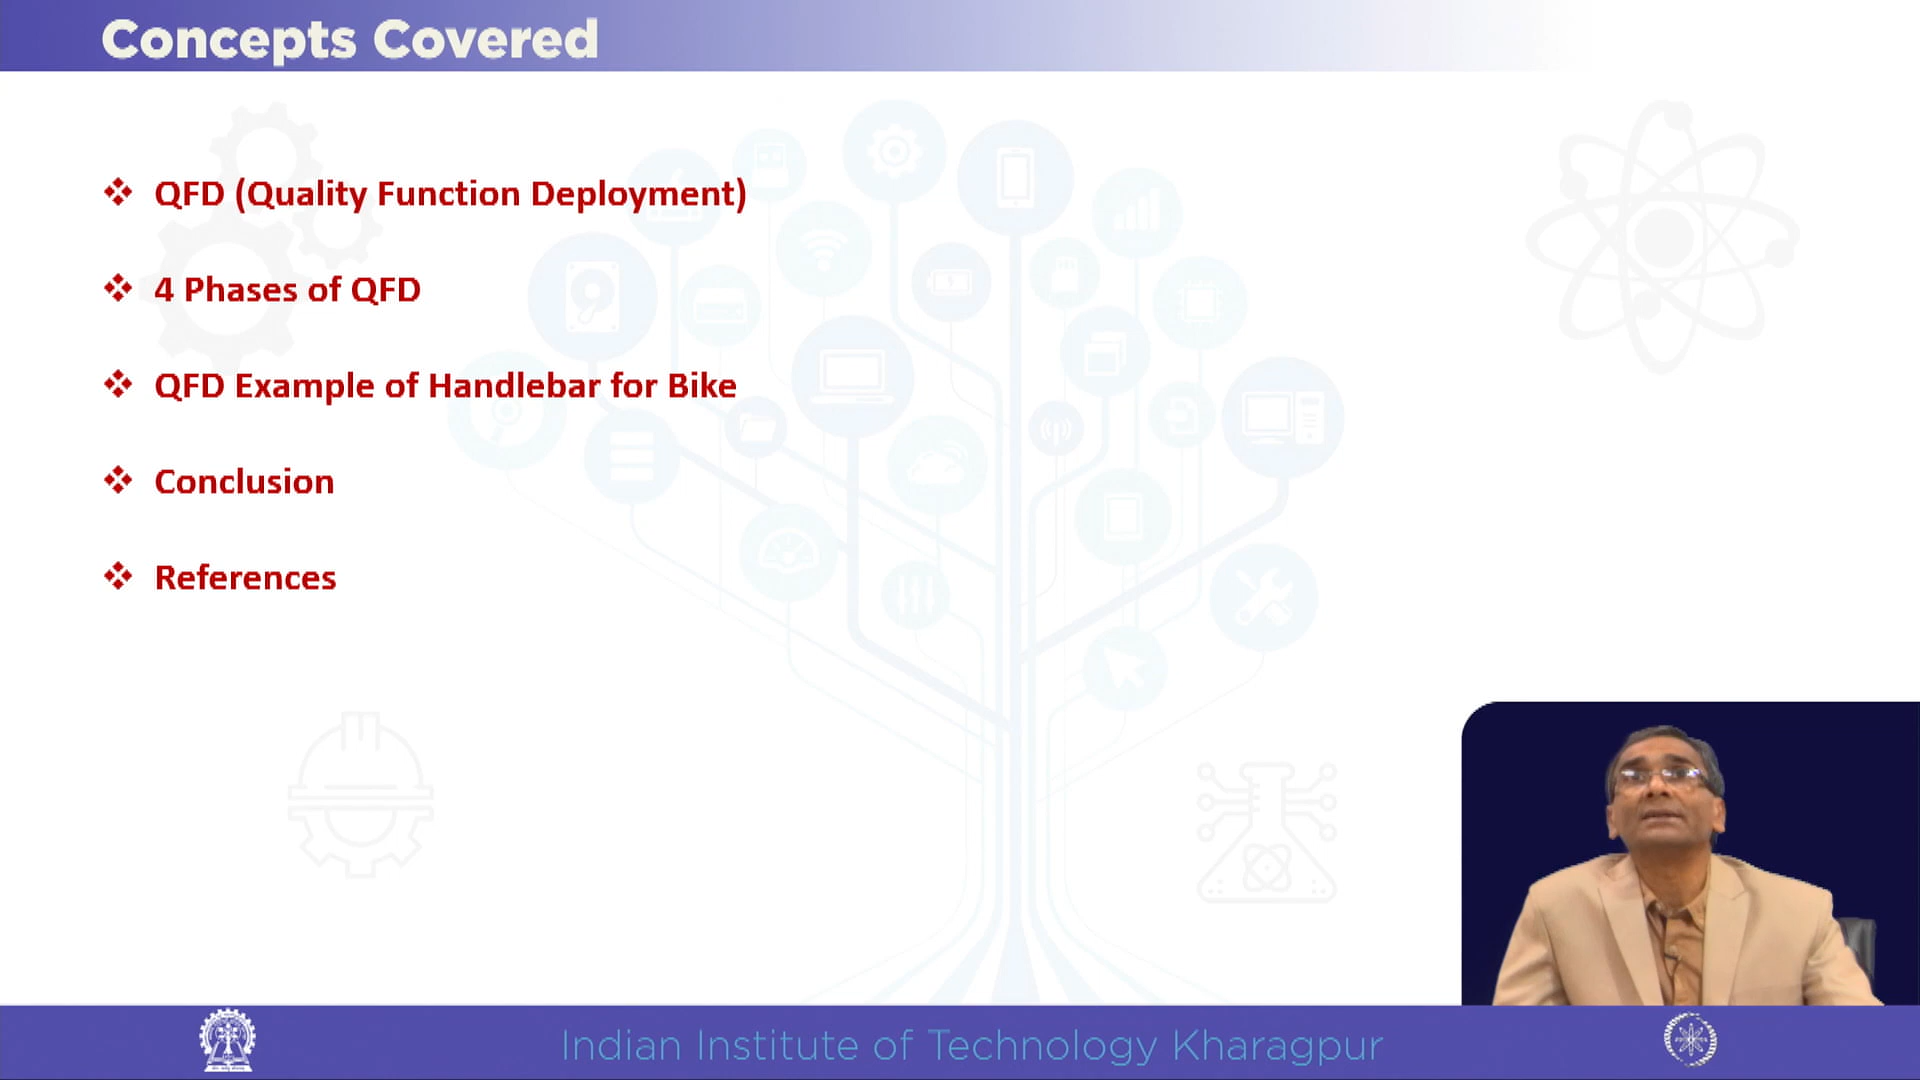 Concepts Covered
QFD (Quality Function Deployment)
4 Phases of QFD
QFD Example of Handlebar for Bike
Conclusion
References
Indian Institute of Technology Kharagpur